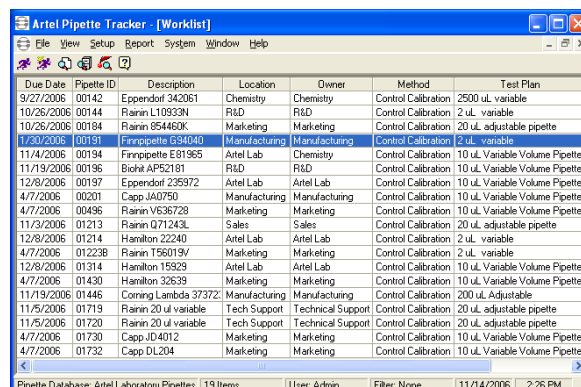 Artel Pipette Tracker - [Worklist]
File View Setup Report System Window Help
Due Date Pipette ID Description Location Owner Method Test Plan
9/27/2006 00142 Eppendorf 342061 Chemistry Chemistry Control Calibration 2500 uL variable
10/26/2006 00144 Rainin L10933N R&D R&D Control Calibration 2 uL variable
10/26/2006 00184 Rainin 854460K Marketing Marketing Control Calibration 20 uL adjustable pipette
1/30/2006 00191 Finnpipette G94040 Manufacturing Manufacturing Control Calibration 2 uL variable
11/4/2006 00194 Finnpipette E81965 Artel Lab Chemistry Control Calibration 10 uL Variable Volume Pipette
11/19/2006 00196 Biohit AP52181 R&D R&D Control Calibration 10 uL Variable Volume Pipette
12/8/2006 00197 Eppendorf 235972 Artel Lab Artel Lab Control Calibration 10 uL Variable Volume Pipette
4/7/2006 00201 Capp JA0750 Manufacturing Manufacturing Control Calibration 10 uL Variable Volume Pipette
4/7/2006 00496 Rainin V636728 Marketing Marketing Control Calibration 10 uL Variable Volume Pipette
11/3/2006 01213 Rainin Q71243L Sales Sales Control Calibration 20 uL adjustable pipette
12/8/2006 01214 Hamilton 22240 Artel Lab Artel Lab Control Calibration 2 uL variable
4/7/2006 01223B Rainin T56019V Marketing Marketing Control Calibration 2 uL variable
12/8/2006 01314 Hamilton 15929 Artel Lab Artel Lab Control Calibration 10 uL Variable Volume Pipette
4/7/2006 01430 Hamilton 32639 Marketing Marketing Control Calibration 10 uL Variable Volume Pipette
11/19/2006 01446 Corning Lambda 37372 Manufacturing Manufacturing Control Calibration 200 uL Adjustable
11/5/2006 01719 Rainin 20 ul variable Tech Support Technical Support Control Calibration 20 uL adjustable pipette
11/5/2006 01720 Rainin 20 ul variable Tech Support Technical Support Control Calibration 20 uL adjustable pipette
4/7/2006 01730 Capp JD4012 Marketing Marketing Control Calibration 10 uL Variable Volume Pipette
4/7/2006 01732 Capp DL204 Marketing Marketing Control Calibration 10 uL Variable Volume Pipette
Pipette Database: Artel Laboratory Pipettes 19 Items User: Admin Filter: None 11/14/2006 2:26 PM